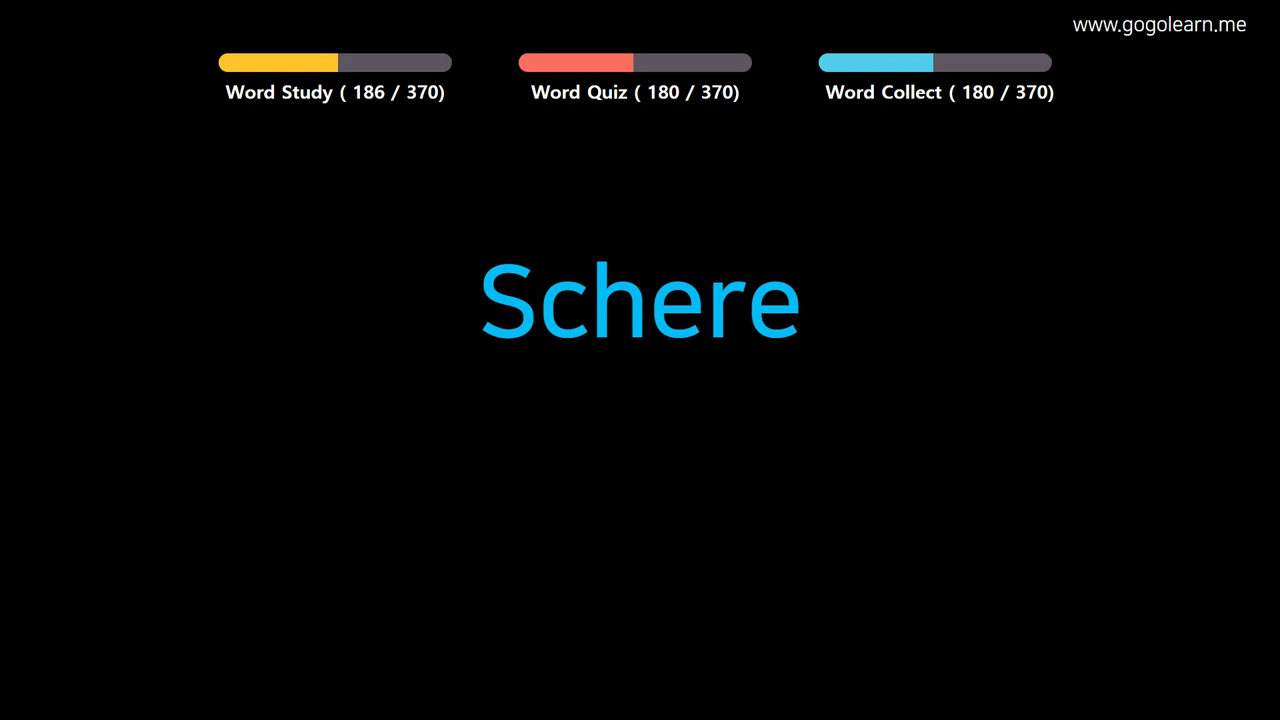 www.gogolearn.me
Word Study ( 186 / 370)
Word Quiz ( 180 / 370)
Word Collect ( 180 / 370)
Schere